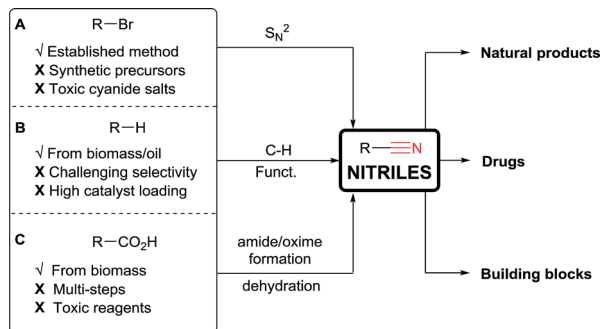 A
R—Br
√ Established method
X Synthetic precursors
X Toxic cyanide salts
B
R—H
√ From biomass/oil
X Challenging selectivity
X High catalyst loading
C
R—CO₂H
√ From biomass
X Multi-steps
X Toxic reagents
S_N²
C-H
Funct.
amide/oxime
formation
dehydration
R—≡N
NITRILES
Natural products
Drugs
Building blocks